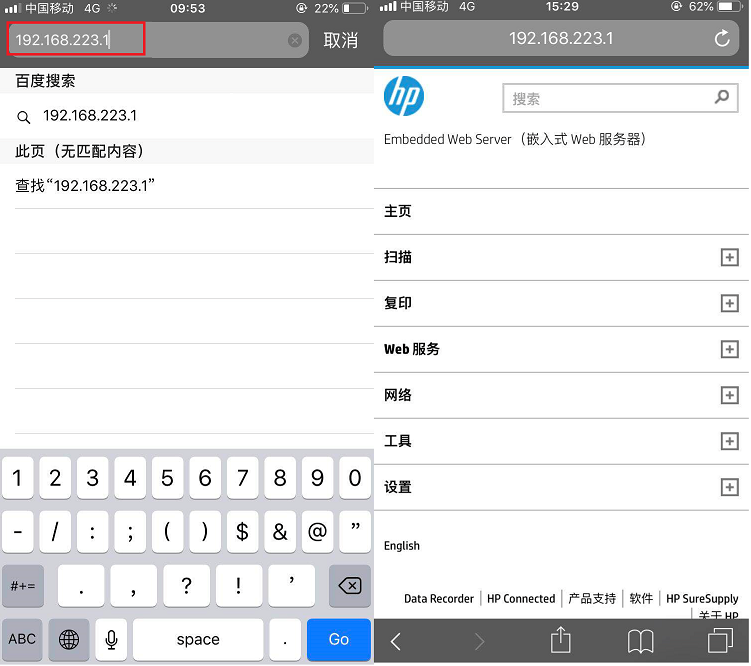 中国移动 4G 09:53 22%
192.168.223.1 取消
百度搜索
192.168.223.1
此页（无匹配内容）
查找“192.168.223.1”
1 2 3 4 5 6 7 8 9 0
- / : ; ( ) $ & @ ”
#+= . , ? ! ’
ABC space . Go
中国移动 4G 15:29 62%
192.168.223.1
hp
搜索
Embedded Web Server（嵌入式 Web 服务器）
主页
扫描
复印
Web 服务
网络
工具
设置
English
Data Recorder | HP Connected | 产品支持 | 软件 | HP SureSupply
| 关于 HP